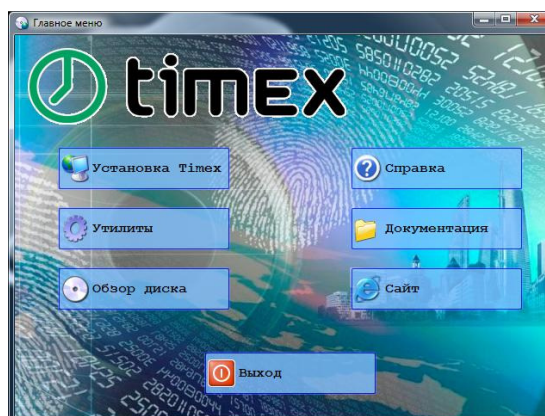 Главное меню
timex
Установка Timex
Справка
Утилиты
Документация
Обзор диска
Сайт
Выход